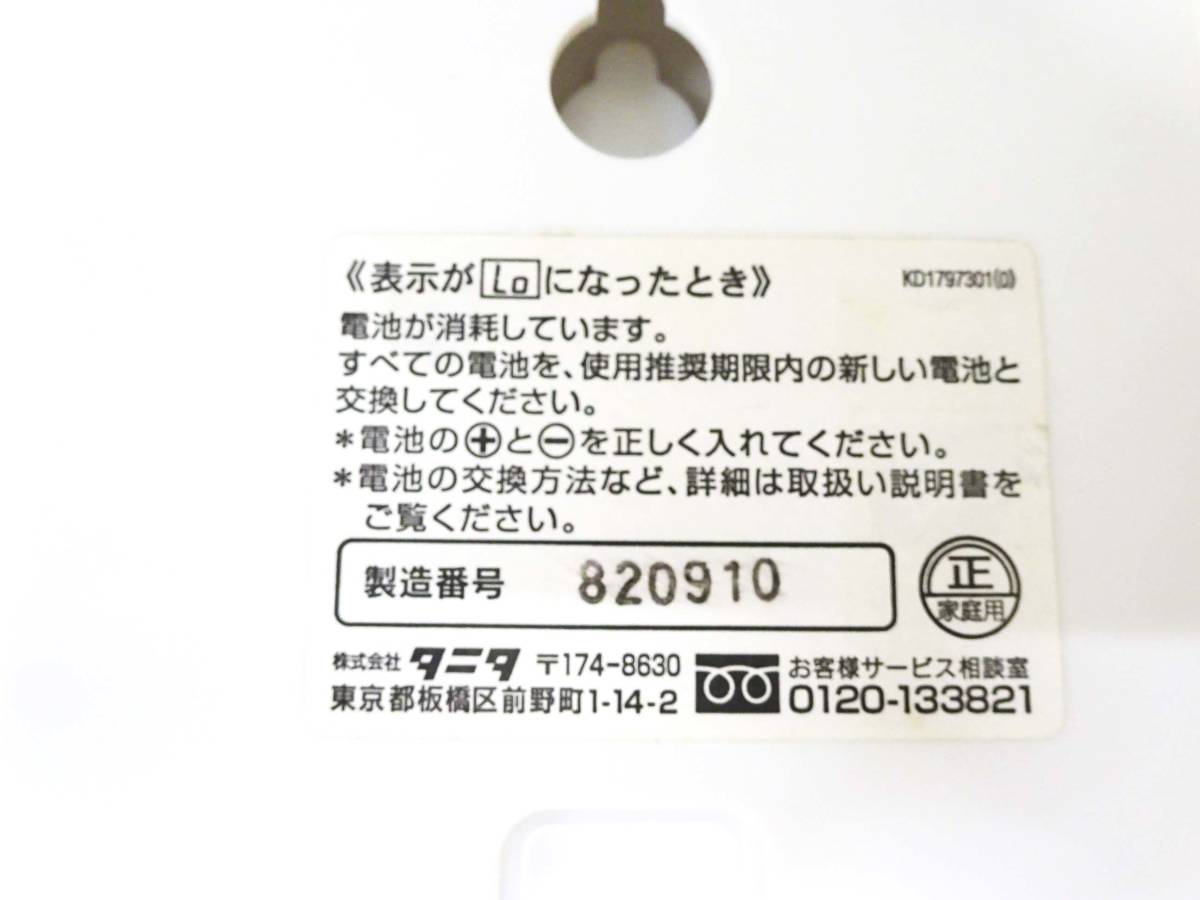 《表示がLoになったとき》 KD1797301(0)
電池が消耗しています。
すべての電池を、使用推奨期限内の新しい電池と
交換してください。
*電池の⊕と⊖を正しく入れてください。
*電池の交換方法など、詳細は取扱い説明書を
ご覧ください。
製造番号 820910
正
家庭用
株式会社 タニタ 〒174-8630
東京都板橋区前野町1-14-2
お客様サービス相談室
0120-133821